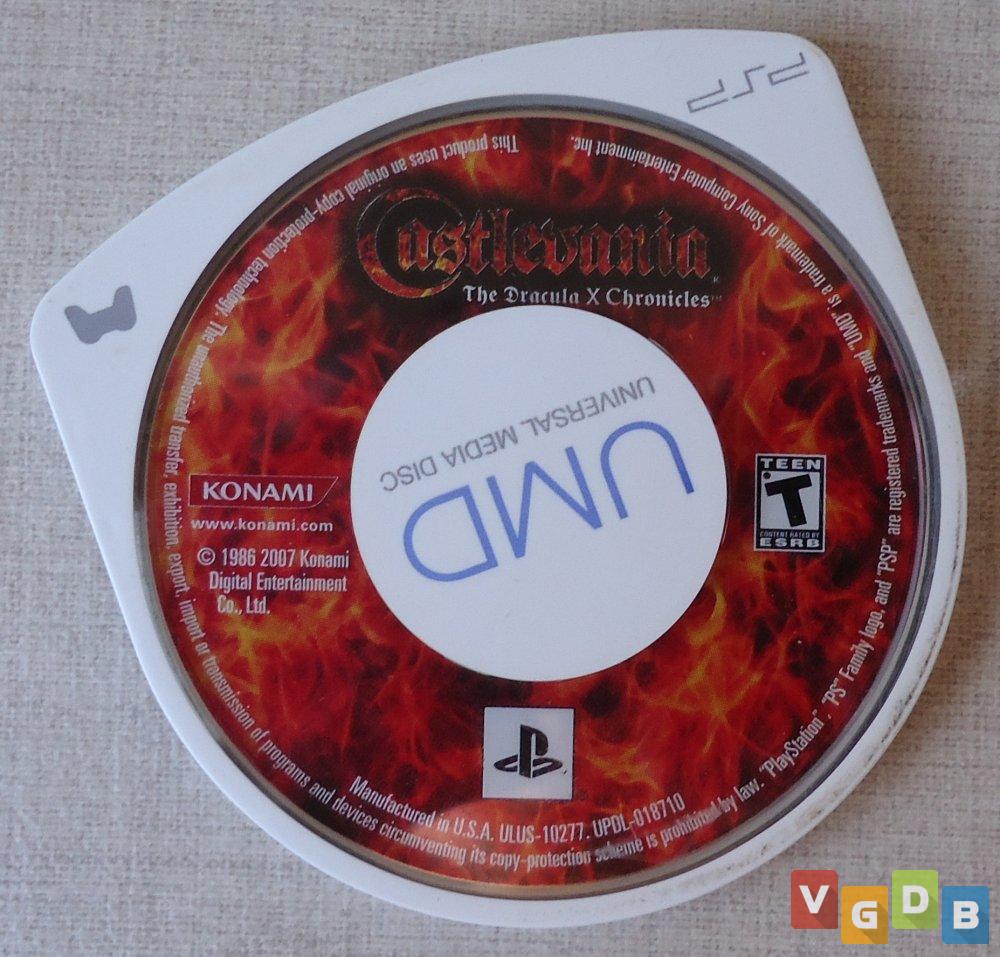 PSP
Castlevania
The Dracula X Chronicles™
UMD
UNIVERSAL MEDIA DISC
KONAMI
www.konami.com
© 1986 2007 Konami
Digital Entertainment
Co., Ltd.
TEEN
T
CONTENT RATED BY
ESRB
Manufactured in U.S.A. ULUS-10277. UPDL-018710
This product uses an original copy-protection technology. The unauthorized transfer, exhibition, export, import or transmission of programs and devices circumventing its copy-protection scheme is prohibited by law. "PlayStation", "PS" Family logo, and "PSP" are registered trademarks and "UMD" is a trademark of Sony Computer Entertainment Inc.
VGDB